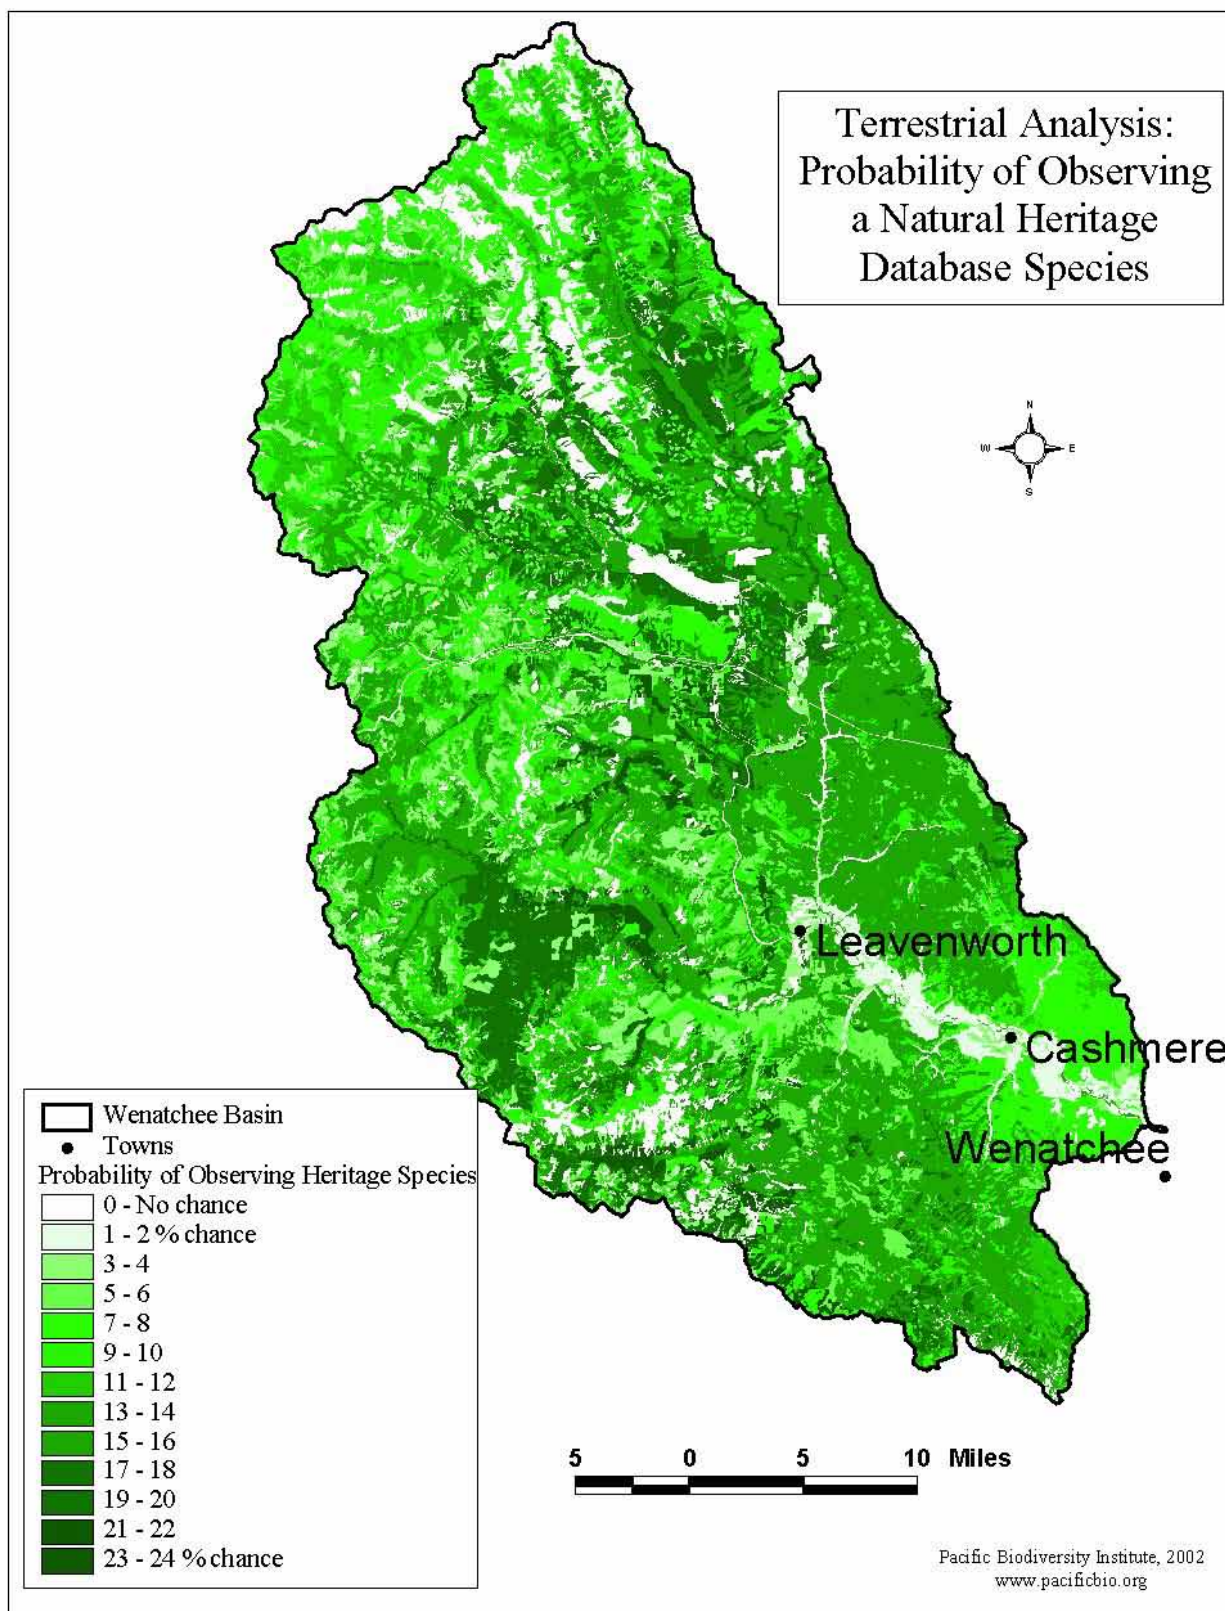 Terrestrial Analysis:
Probability of Observing
a Natural Heritage
Database Species
N
W E
S
Leavenworth
Cashmere
Wenatchee
Wenatchee Basin
Towns
Probability of Observing Heritage Species
0 - No chance
1 - 2 % chance
3 - 4
5 - 6
7 - 8
9 - 10
11 - 12
13 - 14
15 - 16
17 - 18
19 - 20
21 - 22
23 - 24 % chance
5 0 5 10 Miles
Pacific Biodiversity Institute, 2002
www.pacificbio.org